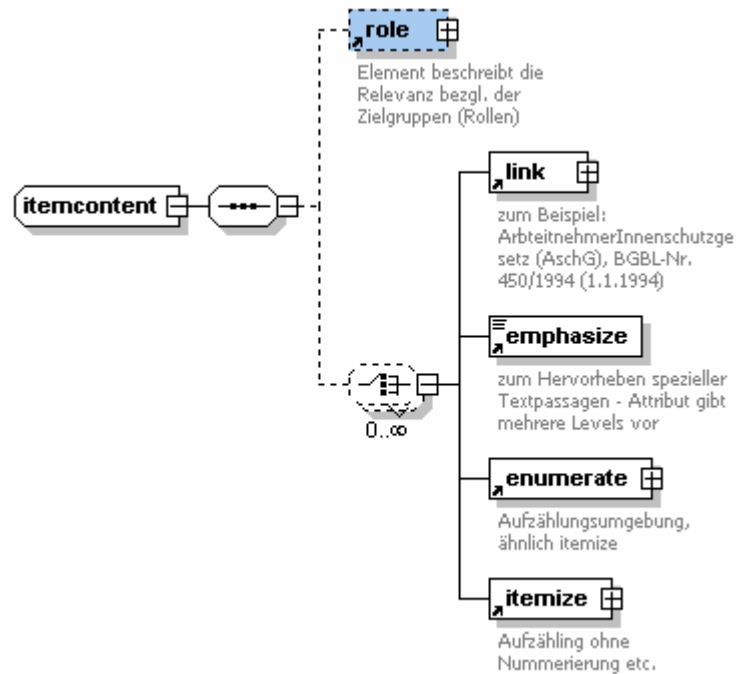 role
Element beschreibt die
Relevanz bezgl. der
Zielgruppen (Rollen)
itemcontent
link
zum Beispiel:
ArbteitnehmerInnenschutzge
setz (AschG), BGBL-Nr.
450/1994 (1.1.1994)
emphasize
zum Hervorheben spezieller
Textpassagen - Attribut gibt
mehrere Levels vor
0..∞
enumerate
Aufzählungsumgebung,
ähnlich itemize
itemize
Aufzähling ohne
Nummerierung etc.